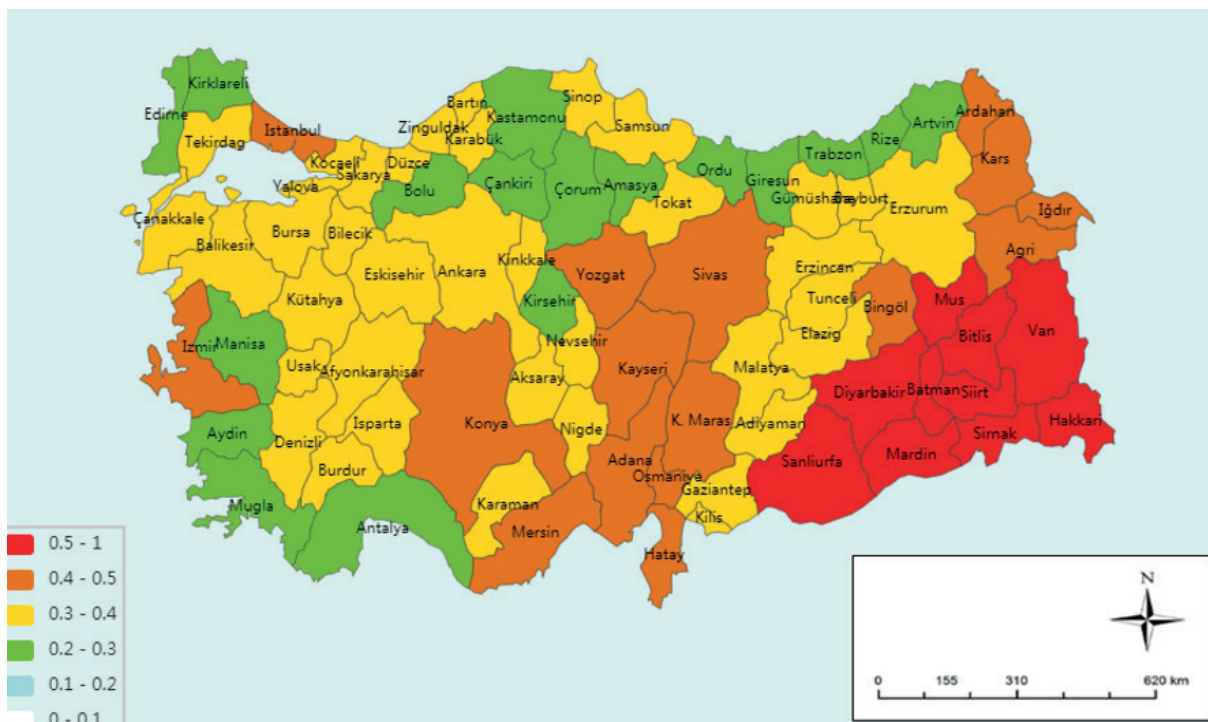 Kirklareli
Edirne
Tekirdag
Istanbul
Kocaeli
Yalova
Sakarya
Düzce
Bolu
Zinguldak
Bartın
Karabük
Kastamonu
Sinop
Samsun
Çankiri
Çorum
Amasya
Tokat
Ordu
Giresun
Trabzon
Rize
Artvin
Ardahan
Kars
Gümüshane
Bayburt
Erzurum
Iğdır
Agri
Çanakkale
Balikesir
Bursa
Bilecik
Eskisehir
Ankara
Kinkkale
Kirsehir
Yozgat
Sivas
Erzincan
Tunceli
Bingöl
Mus
Bitlis
Van
Kütahya
Izmir
Manisa
Usak
Afyonkarahisar
Aksaray
Nevsehir
Kayseri
Malatya
Elazig
Diyarbakir
Batman
Siirt
Hakkari
Sirnak
Mardin
Sanliurfa
Adiyaman
K. Maras
Konya
Nigde
Isparta
Denizli
Aydin
Burdur
Mugla
Antalya
Karaman
Mersin
Adana
Osmaniye
Gaziantep
Kilis
Hatay
0.5 - 1
0.4 - 0.5
0.3 - 0.4
0.2 - 0.3
0.1 - 0.2
0 - 0.1
N
0 155 310 620 km